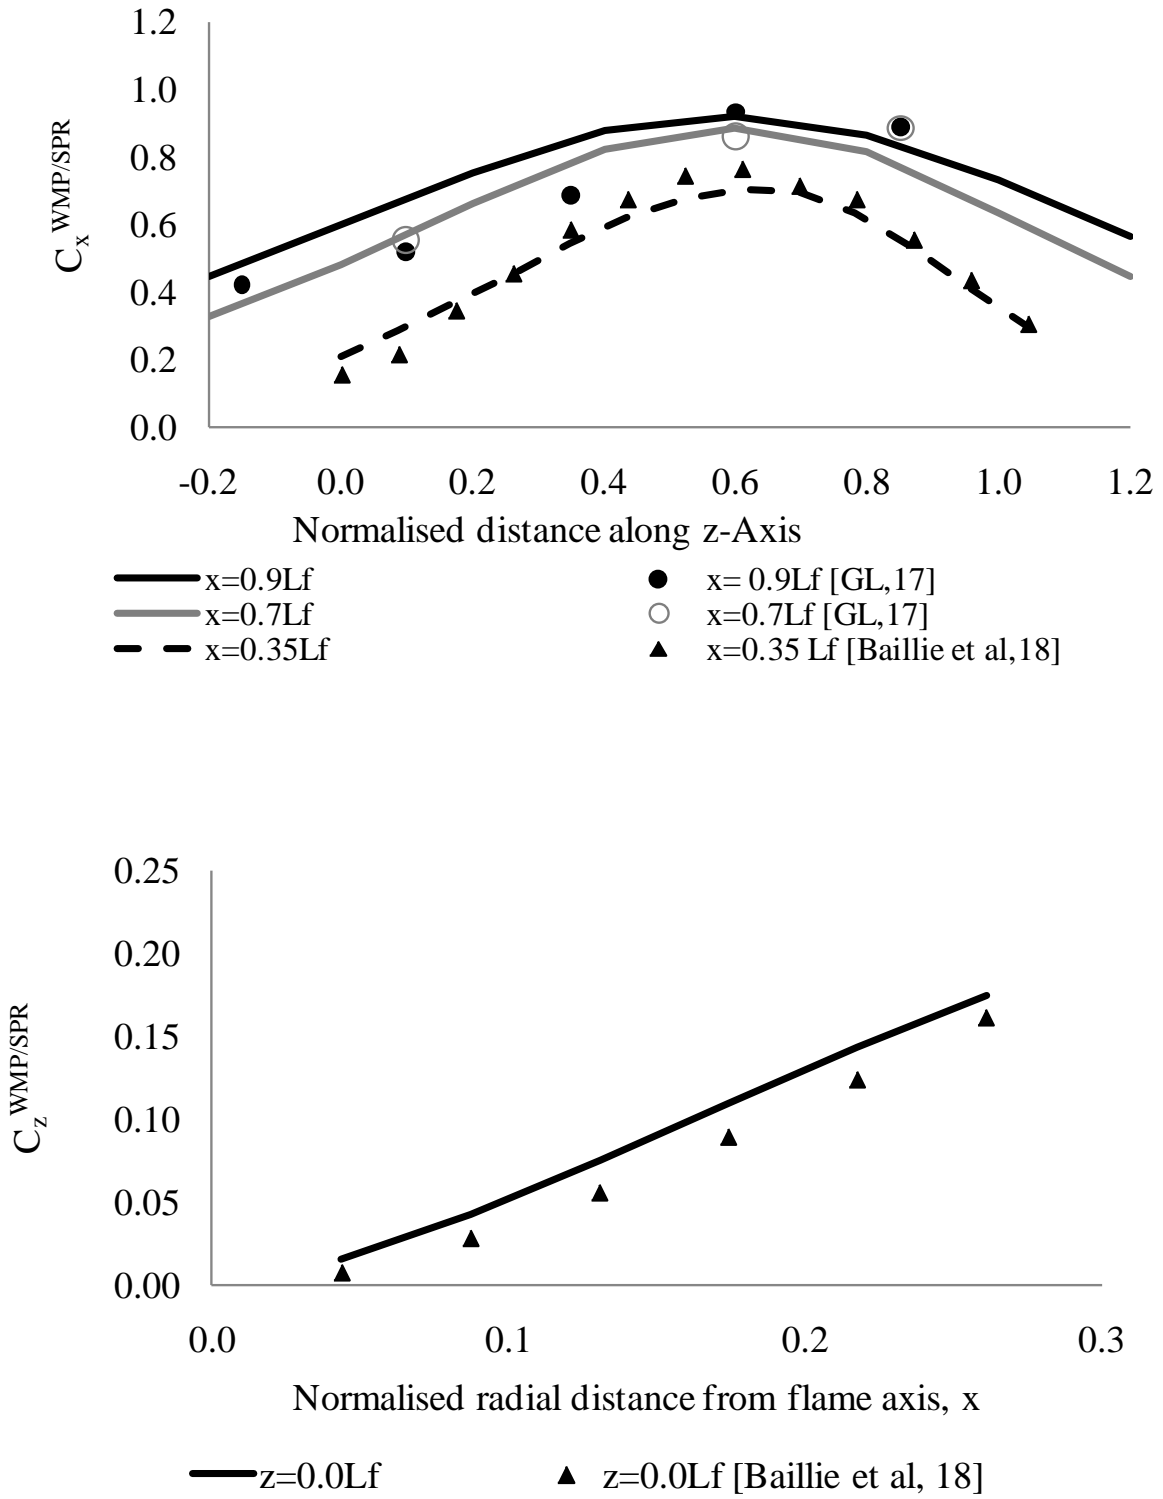 1.2
1.0
0.8
0.6
0.4
0.2
0.0
CxWMP/SPR
-0.2 0.0 0.2 0.4 0.6 0.8 1.0 1.2
Normalised distance along z-Axis
x=0.9Lf x= 0.9Lf [GL,17]
x=0.7Lf x=0.7Lf [GL,17]
x=0.35Lf x=0.35 Lf [Baillie et al,18]
0.25
0.20
0.15
0.10
0.05
0.00
CzWMP/SPR
0.0 0.1 0.2 0.3
Normalised radial distance from flame axis, x
z=0.0Lf z=0.0Lf [Baillie et al, 18]